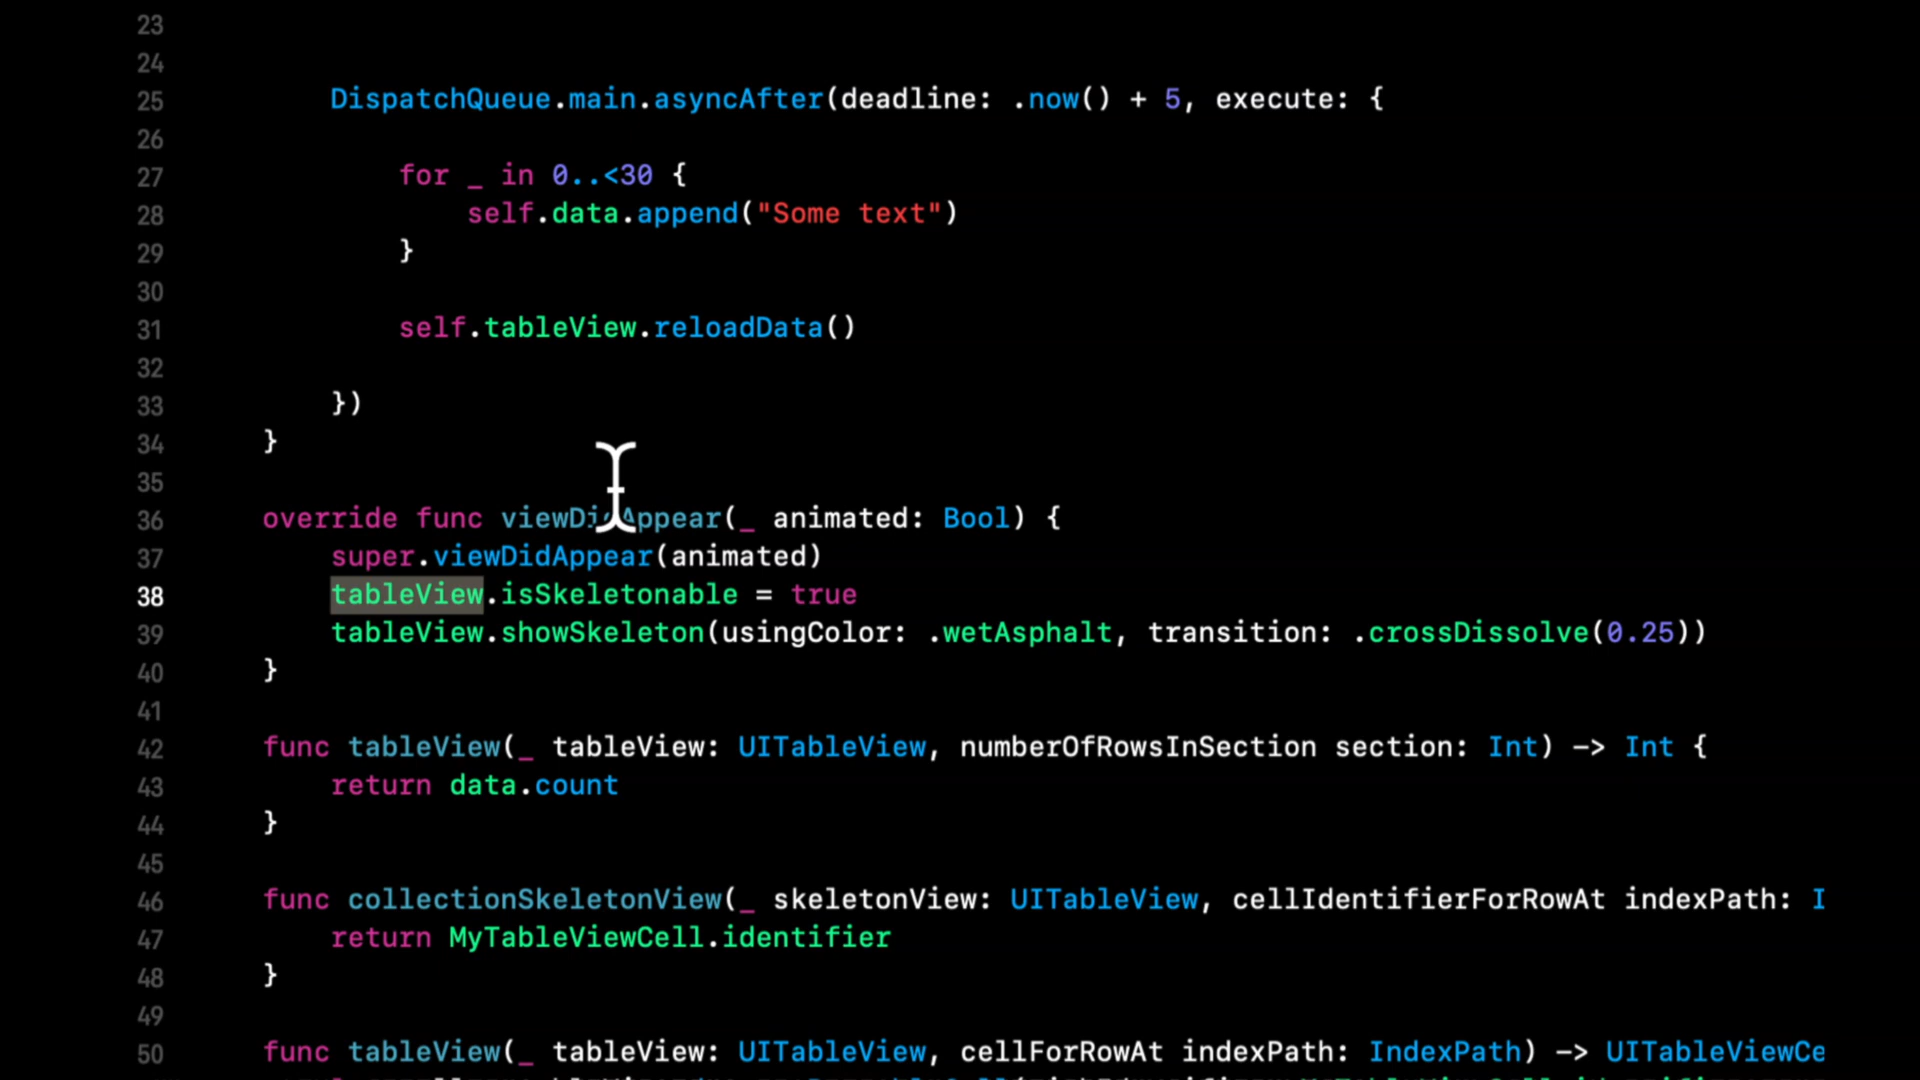 23
24
25 DispatchQueue.main.asyncAfter(deadline: .now() + 5, execute: {
26
27 for _ in 0..<30 {
28 self.data.append("Some text")
29 }
30
31 self.tableView.reloadData()
32
33 })
34 }
35
36 override func viewDidAppear(_ animated: Bool) {
37 super.viewDidAppear(animated)
38 tableView.isSkeletonable = true
39 tableView.showSkeleton(usingColor: .wetAsphalt, transition: .crossDissolve(0.25))
40 }
41
42 func tableView(_ tableView: UITableView, numberOfRowsInSection section: Int) -> Int {
43 return data.count
44 }
45
46 func collectionSkeletonView(_ skeletonView: UITableView, cellIdentifierForRowAt indexPath: I
47 return MyTableViewCell.identifier
48 }
49
50 func tableView(_ tableView: UITableView, cellForRowAt indexPath: IndexPath) -> UITableViewCe